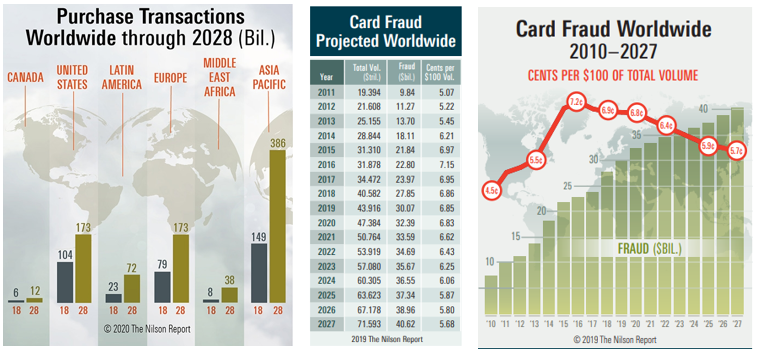 Purchase Transactions
Worldwide through 2028 (Bil.)
CANADA
UNITED
STATES
LATIN
AMERICA
EUROPE
MIDDLE
EAST
AFRICA
ASIA
PACIFIC
6 12
104 173
23 72
79 173
8 38
149 386
18 28 18 28 18 28 18 28 18 28 18 28
© 2020 The Nilson Report
Card Fraud
Projected Worldwide
Year Total Vol. ($tril.) Fraud ($bil.) Cents per $100 Vol.
2011 19.394 9.84 5.07
2012 21.608 11.27 5.22
2013 25.155 13.70 5.45
2014 28.844 18.11 6.21
2015 31.310 21.84 6.97
2016 31.878 22.80 7.15
2017 34.472 23.97 6.95
2018 40.582 27.85 6.86
2019 43.916 30.07 6.85
2020 47.384 32.39 6.83
2021 50.764 33.59 6.62
2022 53.919 34.69 6.43
2023 57.080 35.67 6.25
2024 60.305 36.55 6.06
2025 63.623 37.34 5.87
2026 67.178 38.96 5.80
2027 71.593 40.62 5.68
2019 The Nilson Report
Card Fraud Worldwide
2010–2027
CENTS PER $100 OF TOTAL VOLUME
4.5¢
5.5¢
7.2¢
6.9¢
6.8¢
6.4¢
5.9¢
5.7¢
40
35
30
25
20
15
10
FRAUD ($BIL.)
'10 '11 '12 '13 '14 '15 '16 '17 '18 '19 '20 '21 '22 '23 '24 '25 '26 '27
© 2019 The Nilson Report